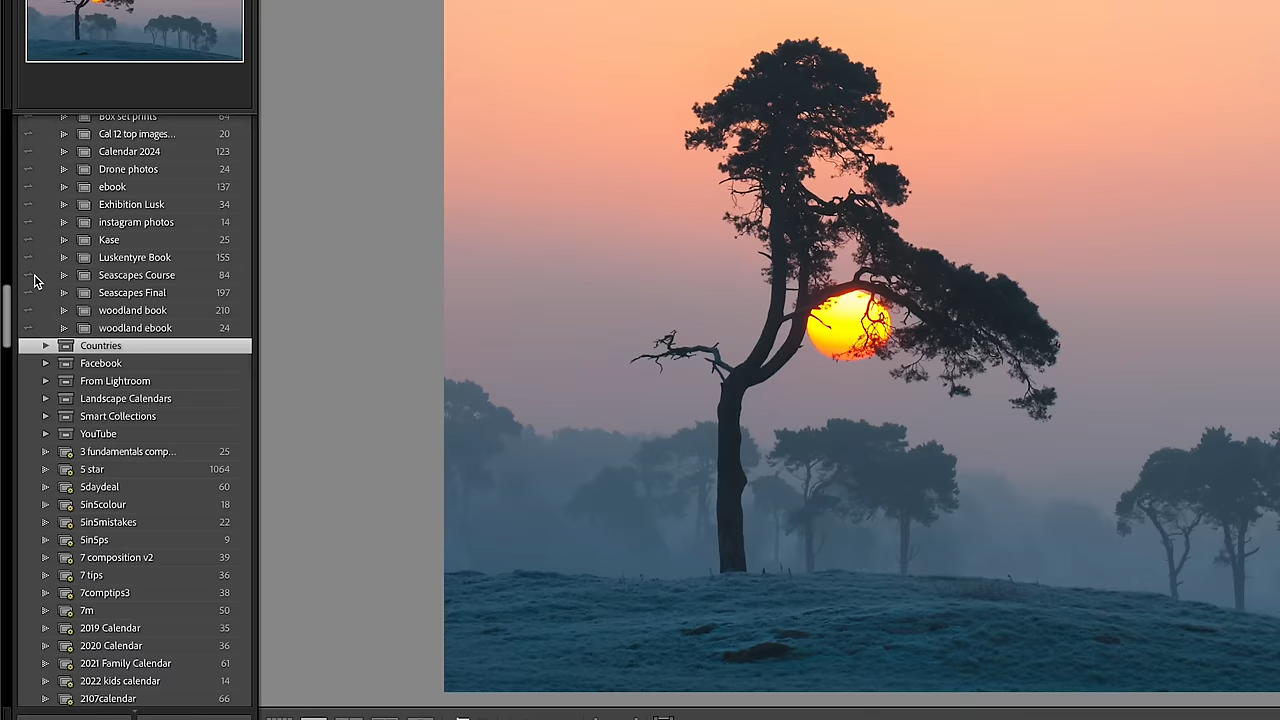 Box set prints 64
Cal 12 top images... 20
Calendar 2024 123
Drone photos 24
ebook 137
Exhibition Lusk 34
instagram photos 14
Kase 25
Luskentyre Book 155
Seascapes Course 84
Seascapes Final 197
woodland book 210
woodland ebook 24
Countries
Facebook
From Lightroom
Landscape Calendars
Smart Collections
YouTube
3 fundamentals comp... 25
5 star 1064
5daydeal 60
5in5colour 18
5in5mistakes 22
5in5ps 9
7 composition v2 39
7 tips 36
7comptips3 38
7m 50
2019 Calendar 35
2020 Calendar 36
2021 Family Calendar 61
2022 kids calendar 14
2107calendar 66